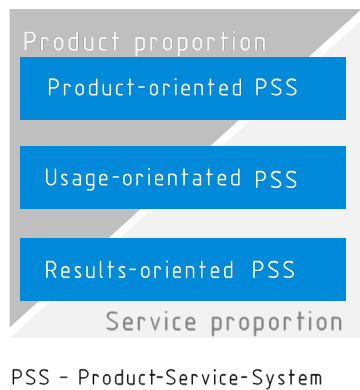 Product proportion
Product-oriented PSS
Usage-orientated PSS
Results-oriented PSS
Service proportion
PSS - Product-Service-System